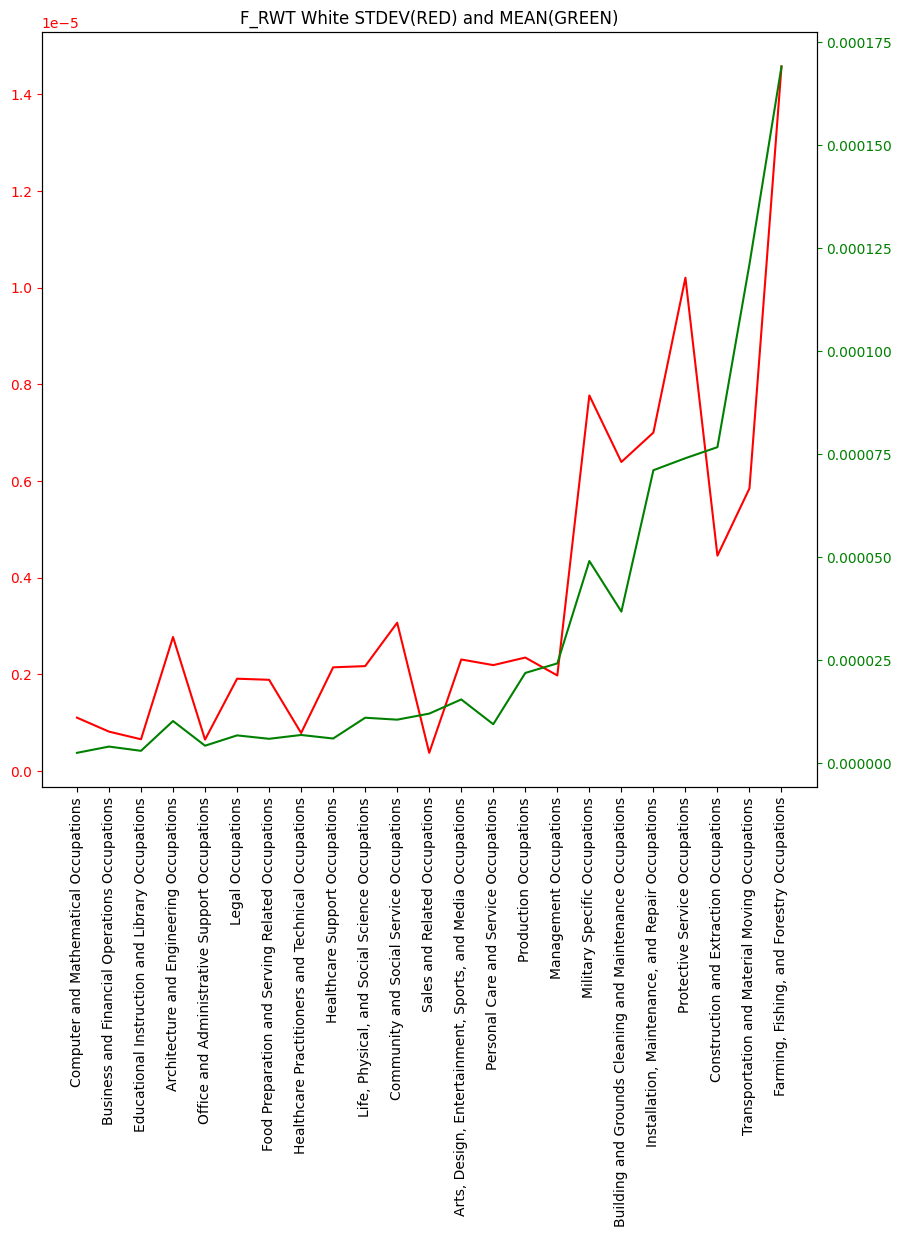 F_RWT White STDEV(RED) and MEAN(GREEN)
1e−5
1.4
1.2
1.0
0.8
0.6
0.4
0.2
0.0
0.000175
0.000150
0.000125
0.000100
0.000075
0.000050
0.000025
0.000000
Computer and Mathematical Occupations
Business and Financial Operations Occupations
Educational Instruction and Library Occupations
Architecture and Engineering Occupations
Office and Administrative Support Occupations
Legal Occupations
Food Preparation and Serving Related Occupations
Healthcare Practitioners and Technical Occupations
Healthcare Support Occupations
Life, Physical, and Social Science Occupations
Community and Social Service Occupations
Sales and Related Occupations
Arts, Design, Entertainment, Sports, and Media Occupations
Personal Care and Service Occupations
Production Occupations
Management Occupations
Military Specific Occupations
Building and Grounds Cleaning and Maintenance Occupations
Installation, Maintenance, and Repair Occupations
Protective Service Occupations
Construction and Extraction Occupations
Transportation and Material Moving Occupations
Farming, Fishing, and Forestry Occupations